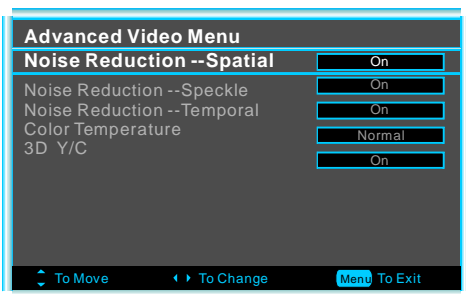 Advanced Video Menu
Noise Reduction --Spatial On
Noise Reduction --Speckle On
Noise Reduction --Temporal On
Color Temperature Normal
3D Y/C On
To Move To Change Menu To Exit